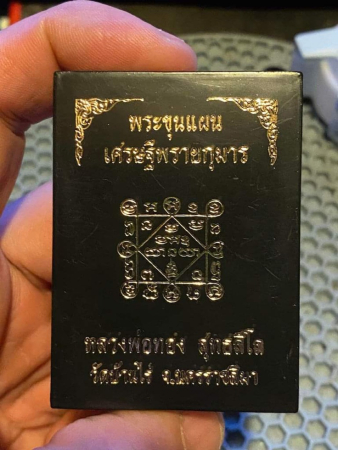 พระขุนแผน
เศรษฐีพรายกุมาร
หลวงพ่อทอง สุทธสีโล
วัดบ้านไร่ จ.นครราชสีมา